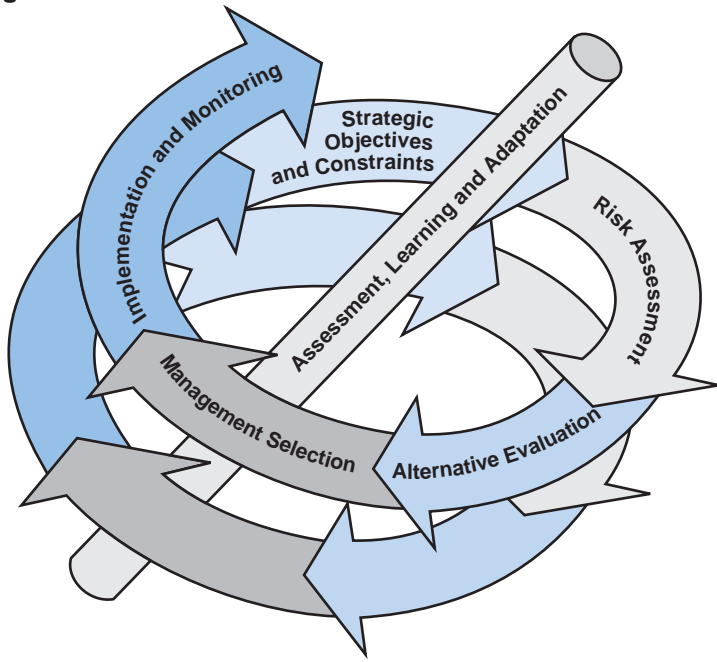 Strategic
Objectives
and Constraints
Risk Assessment
Alternative Evaluation
Management Selection
Implementation and Monitoring
Assessment, Learning and Adaptation